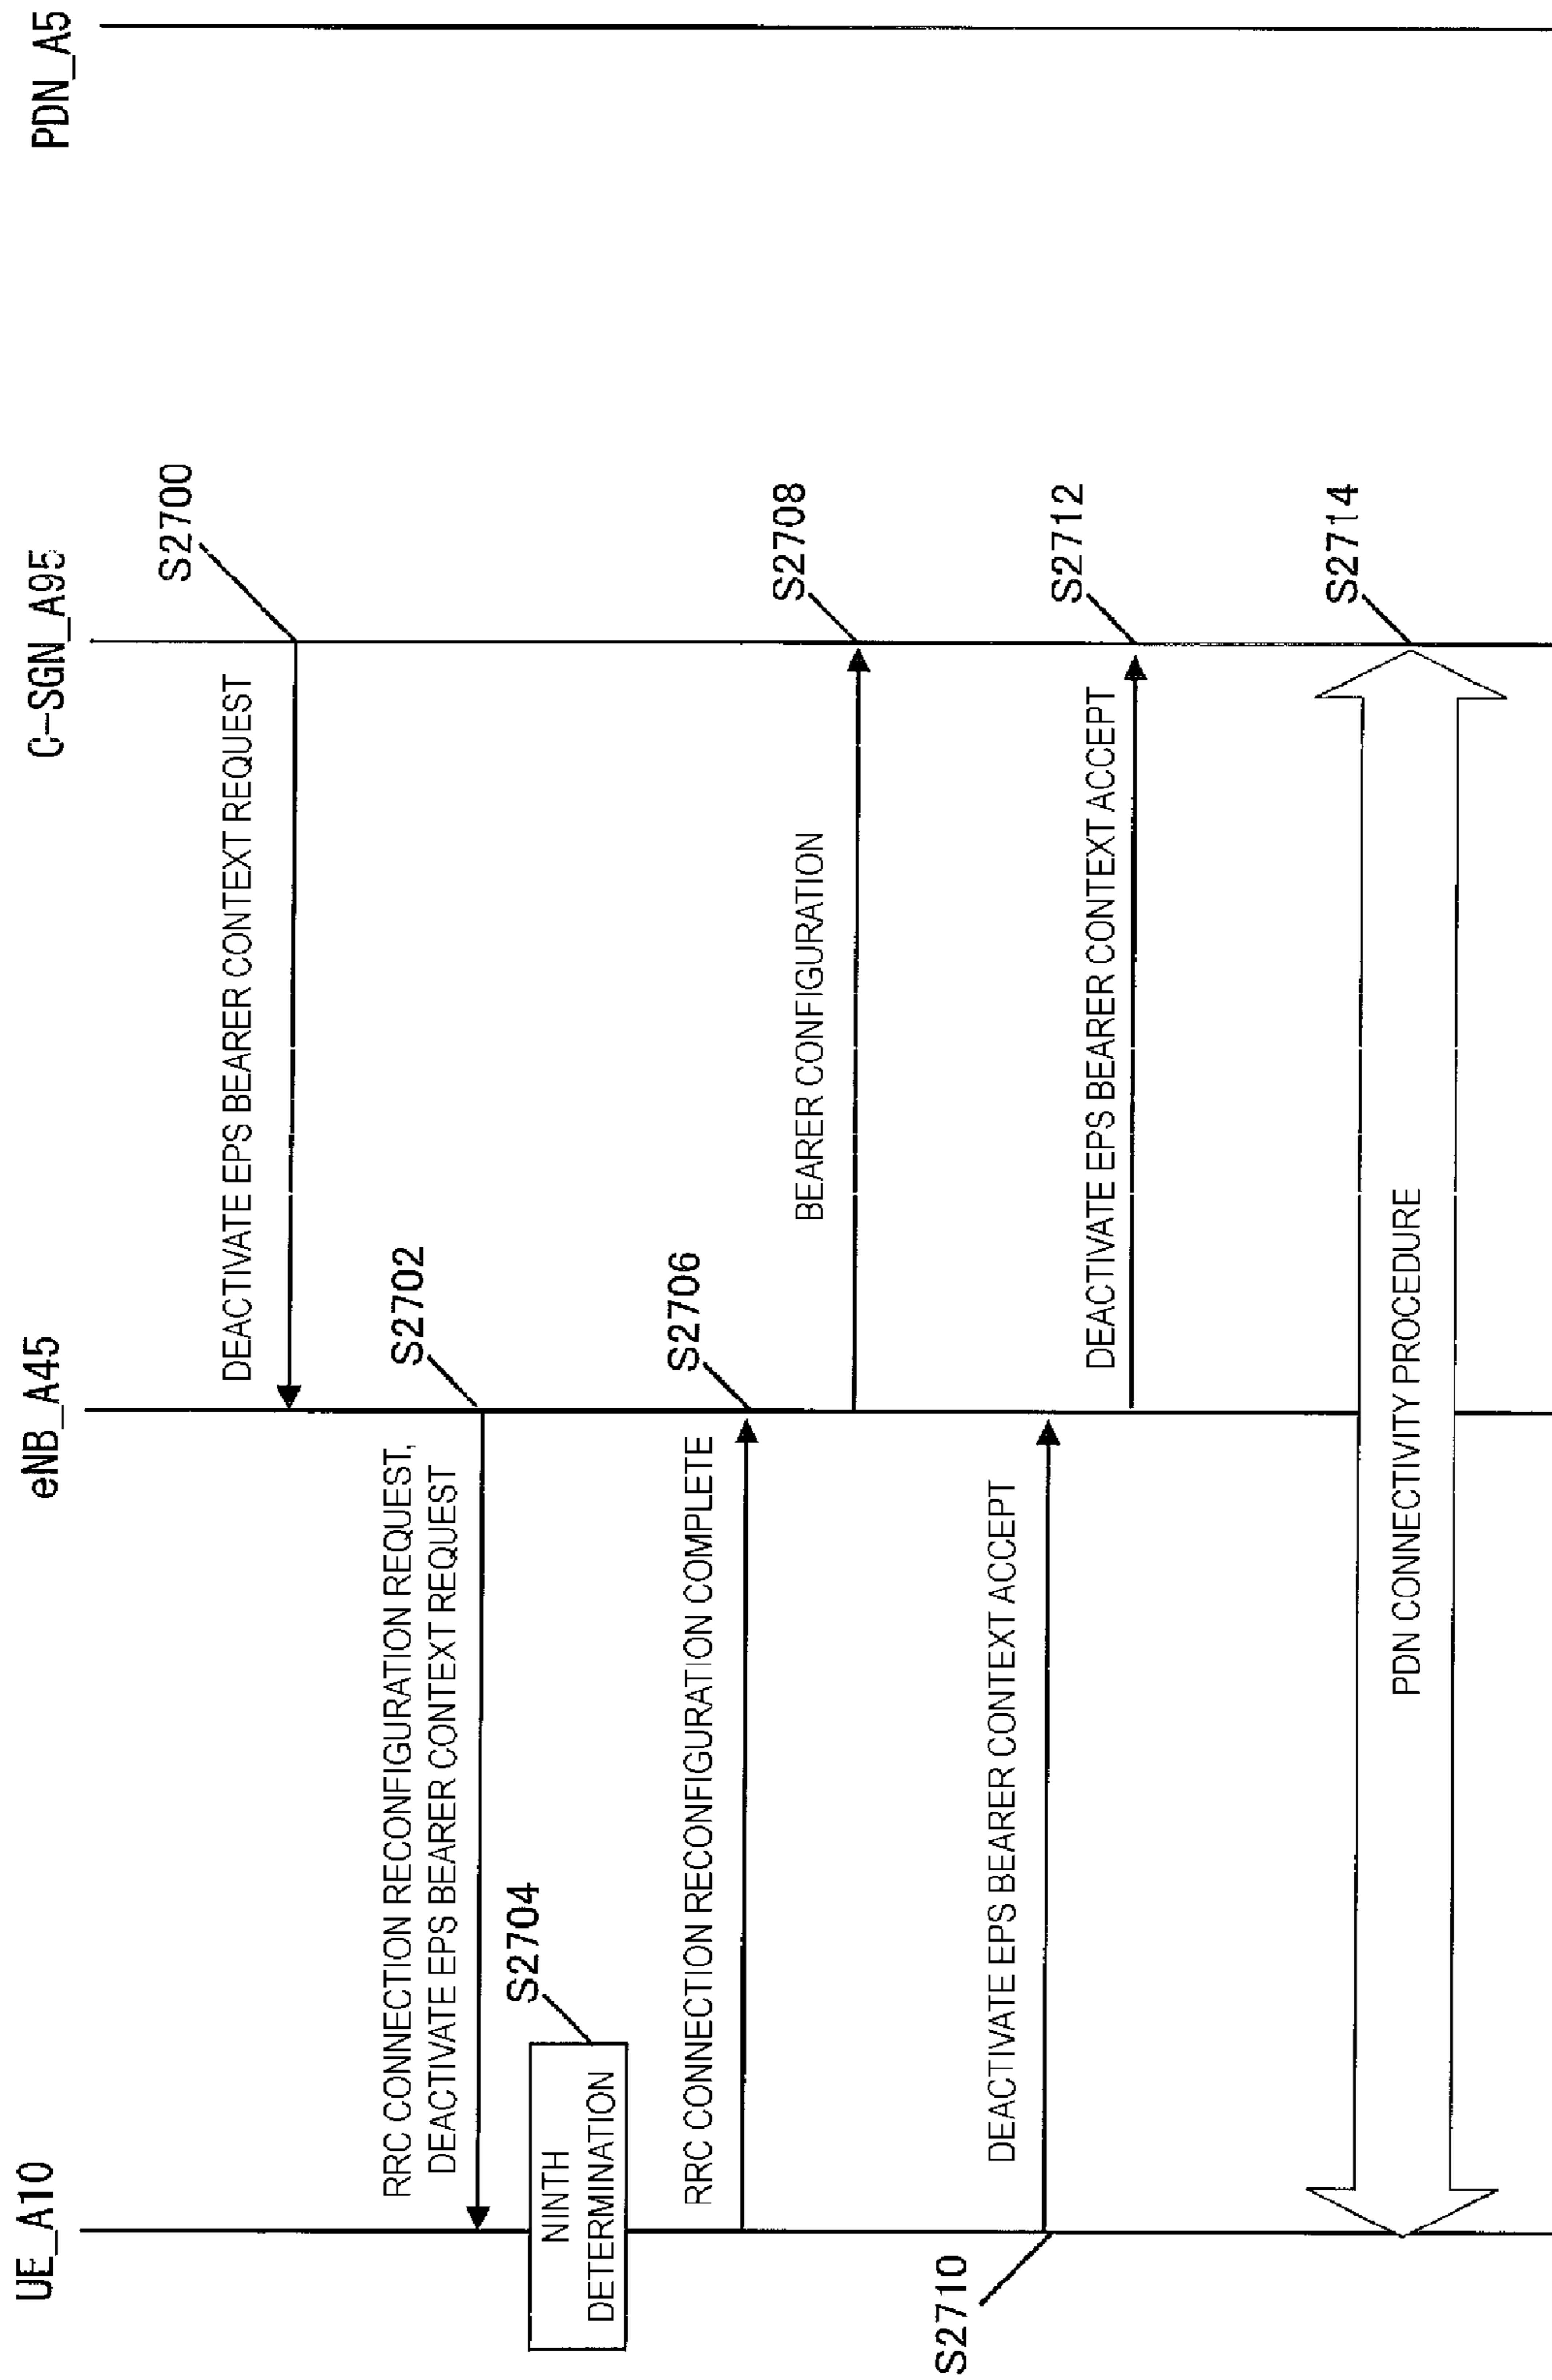 UE_A10
eNB_A45
C-SGN_A95
PDN_A5
S2700
DEACTIVATE EPS BEARER CONTEXT REQUEST
S2702
RRC CONNECTION RECONFIGURATION REQUEST,
DEACTIVATE EPS BEARER CONTEXT REQUEST
S2704
NINTH
DETERMINATION
S2706
RRC CONNECTION RECONFIGURATION COMPLETE
S2708
BEARER CONFIGURATION
S2710
DEACTIVATE EPS BEARER CONTEXT ACCEPT
S2712
DEACTIVATE EPS BEARER CONTEXT ACCEPT
S2714
PDN CONNECTIVITY PROCEDURE